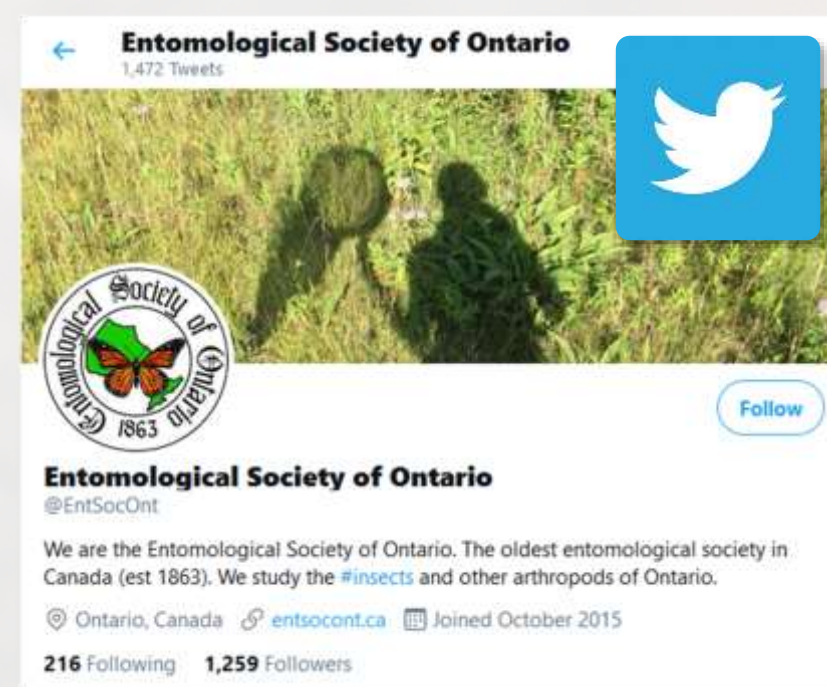 Entomological Society of Ontario
1,472 Tweets
Entomological Society of Ontario
1863
Follow
Entomological Society of Ontario
@EntSocOnt
We are the Entomological Society of Ontario. The oldest entomological society in
Canada (est 1863). We study the #insects and other arthropods of Ontario.
Ontario, Canada entsocont.ca Joined October 2015
216 Following 1,259 Followers